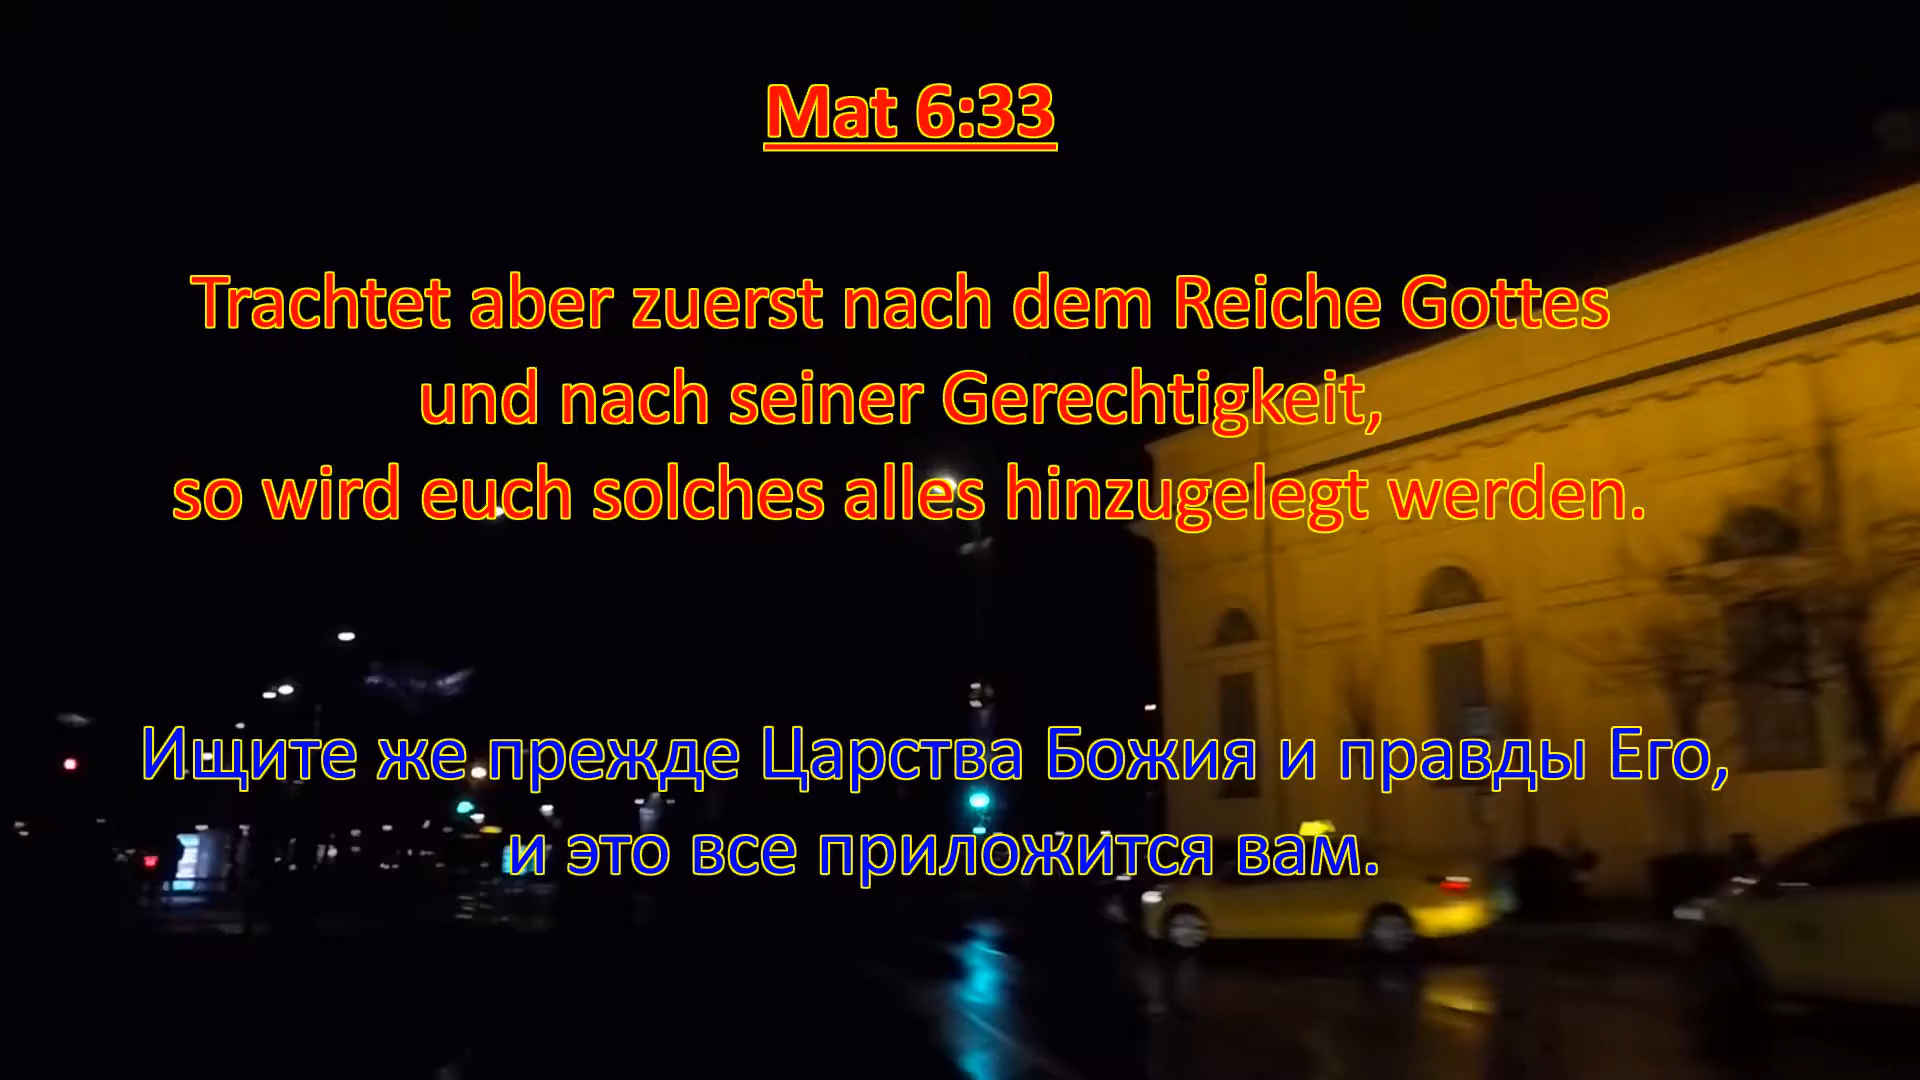 Mat 6:33
Trachtet aber zuerst nach dem Reiche Gottes
und nach seiner Gerechtigkeit,
so wird euch solches alles hinzugelegt werden.
Ищите же прежде Царства Божия и правды Его,
и это все приложится вам.